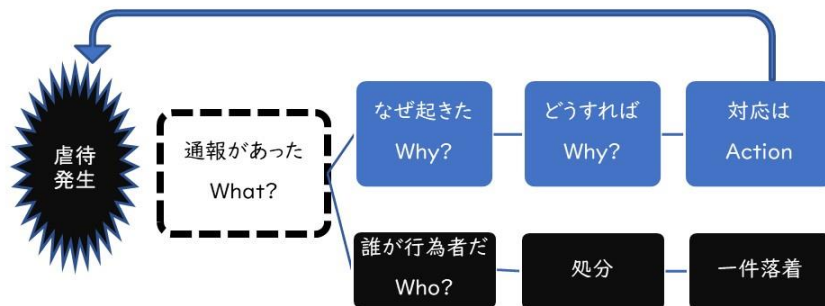 虐待
発生
通報があった
What?
なぜ起きた
Why?
どうすれば
Why?
対応は
Action
誰が行為者だ
Who?
処分
一件落着